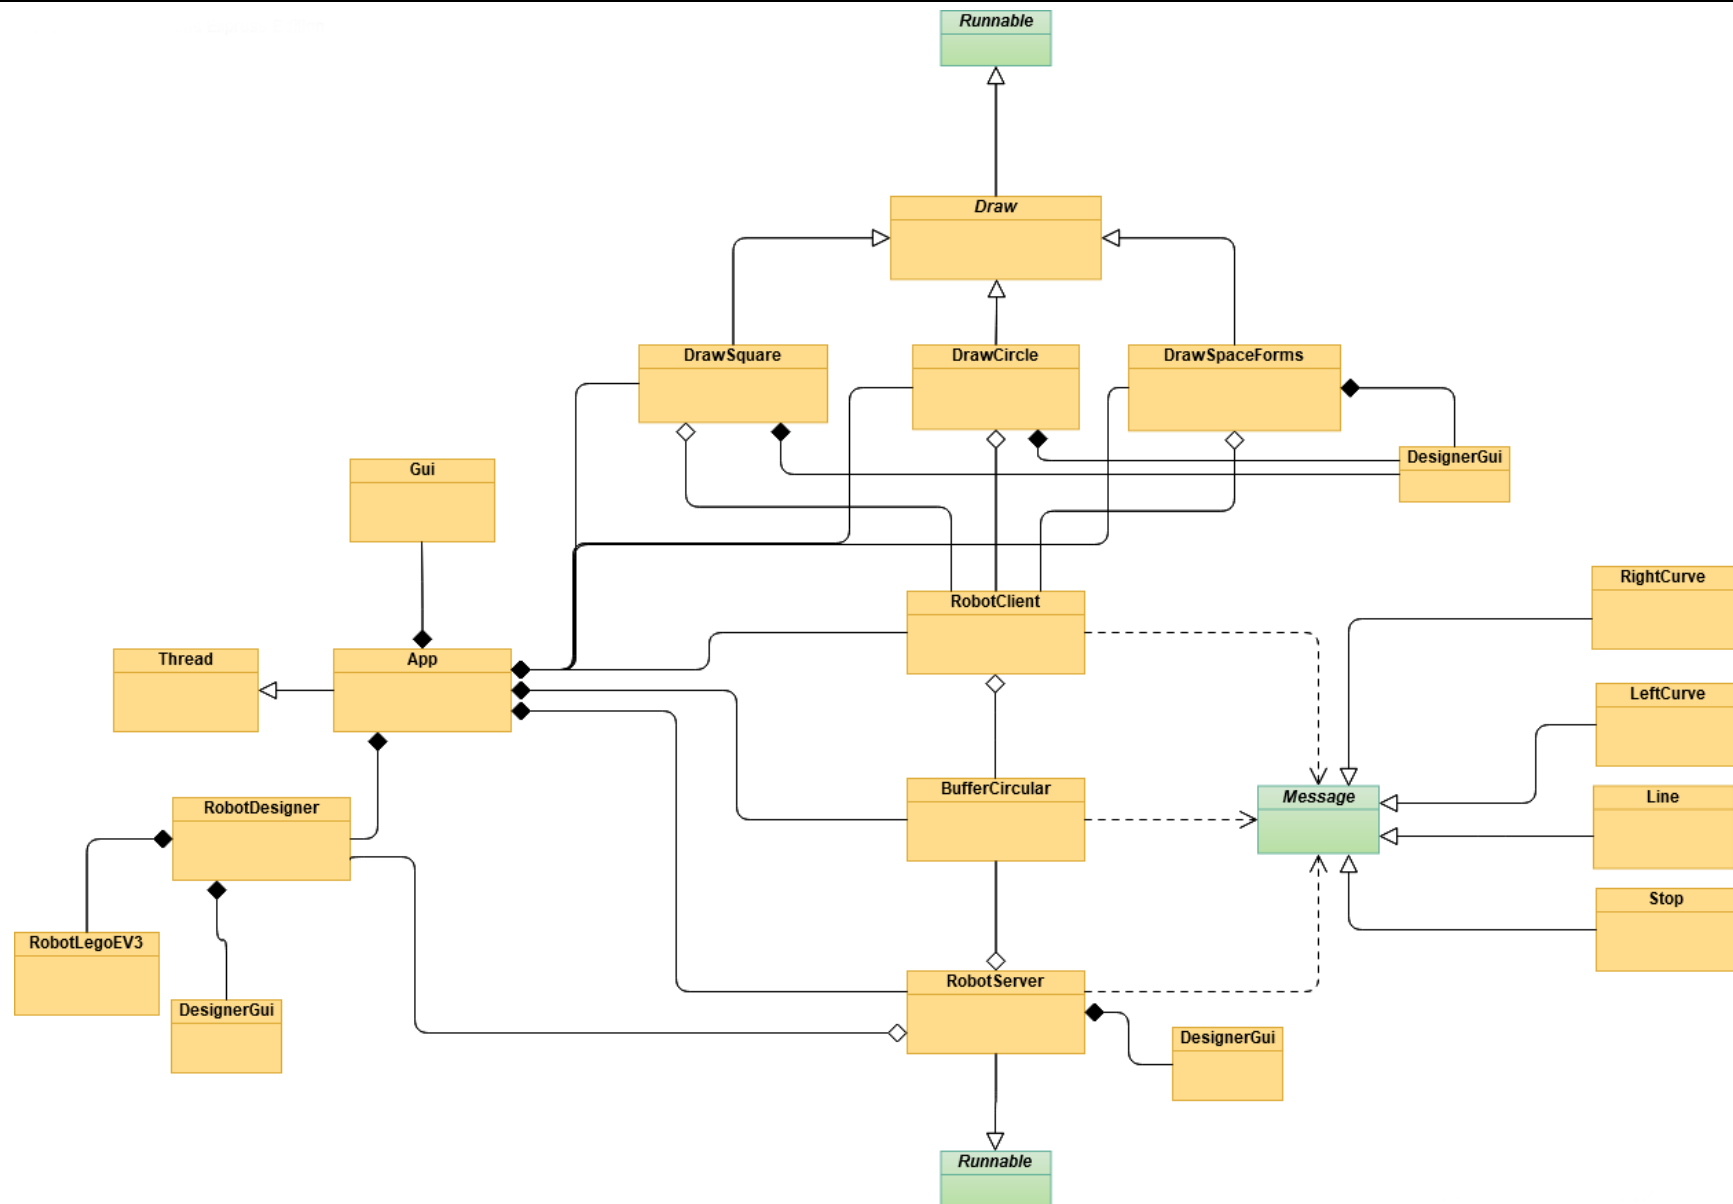 Runnable
Draw
DrawSquare
DrawCircle
DrawSpaceForms
Gui
DesignerGui
RightCurve
RobotClient
Thread
App
LeftCurve
BufferCircular
Message
Line
RobotDesigner
Stop
RobotLegoEV3
RobotServer
DesignerGui
DesignerGui
Runnable